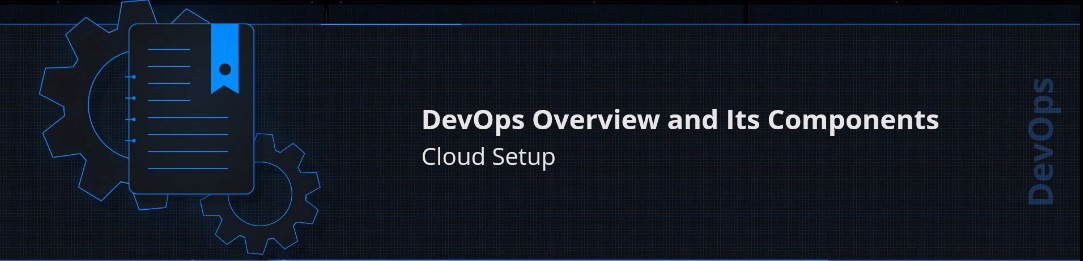 DevOps Overview and Its Components
Cloud Setup
DevOps